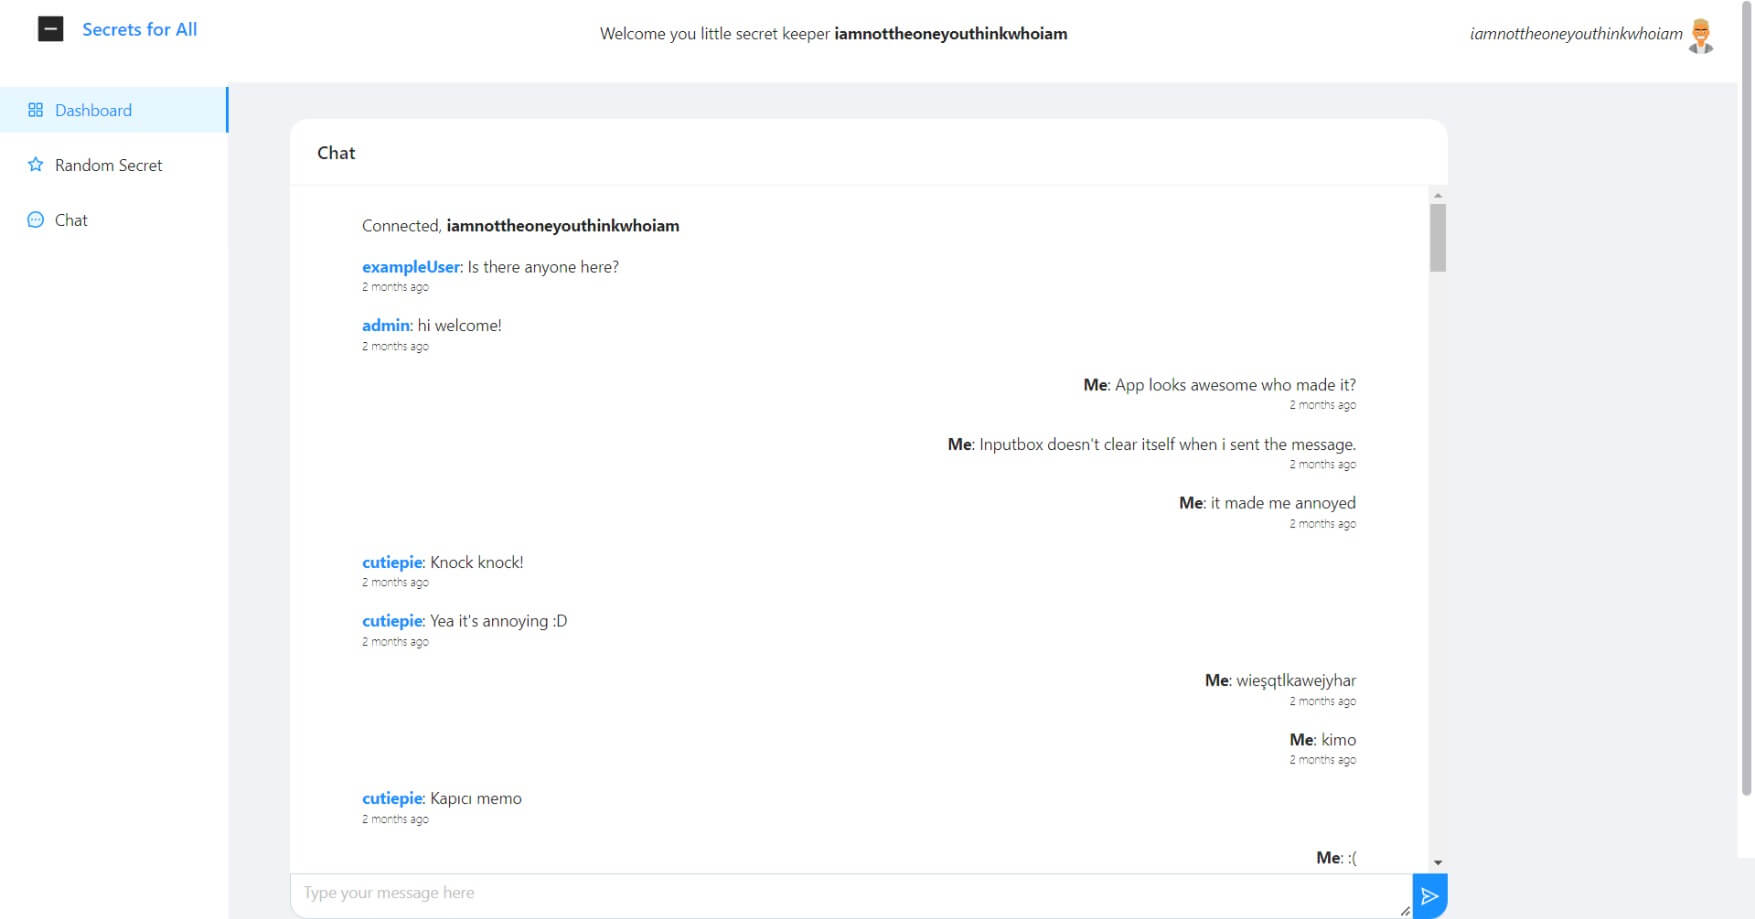 Secrets for All
Welcome you little secret keeper iamnottheoneyouthinkwhoiam
iamnottheoneyouthinkwhoiam
Dashboard
Random Secret
Chat
Chat
Connected, iamnottheoneyouthinkwhoiam
exampleUser: Is there anyone here?
2 months ago
admin: hi welcome!
2 months ago
Me: App looks awesome who made it?
2 months ago
Me: Inputbox doesn't clear itself when i sent the message.
2 months ago
Me: it made me annoyed
2 months ago
cutiepie: Knock knock!
2 months ago
cutiepie: Yea it's annoying :D
2 months ago
Me: wieşqtlkawejyhar
2 months ago
Me: kimo
2 months ago
cutiepie: Kapıcı memo
2 months ago
Me: :(
Type your message here